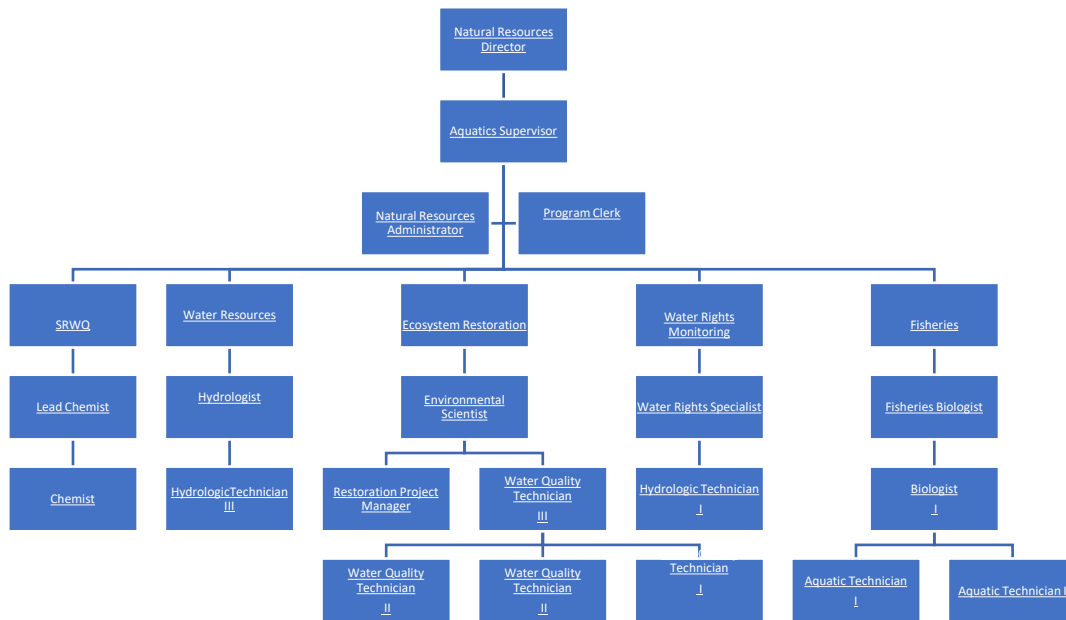 Natural Resources
Director
Aquatics Supervisor
Natural Resources
Administrator
Program Clerk
SRWQ
Water Resources
Ecosystem Restoration
Water Rights
Monitoring
Fisheries
Lead Chemist
Hydrologist
Environmental
Scientist
Water Rights Specialist
Fisheries Biologist
Chemist
HydrologicTechnician
III
Restoration Project
Manager
Water Quality
Technician
III
Hydrologic Technician
I
Biologist
I
Water Quality
Technician
II
Water Quality
Technician
II
Technician
I
Aquatic Technician
I
Aquatic Technician I